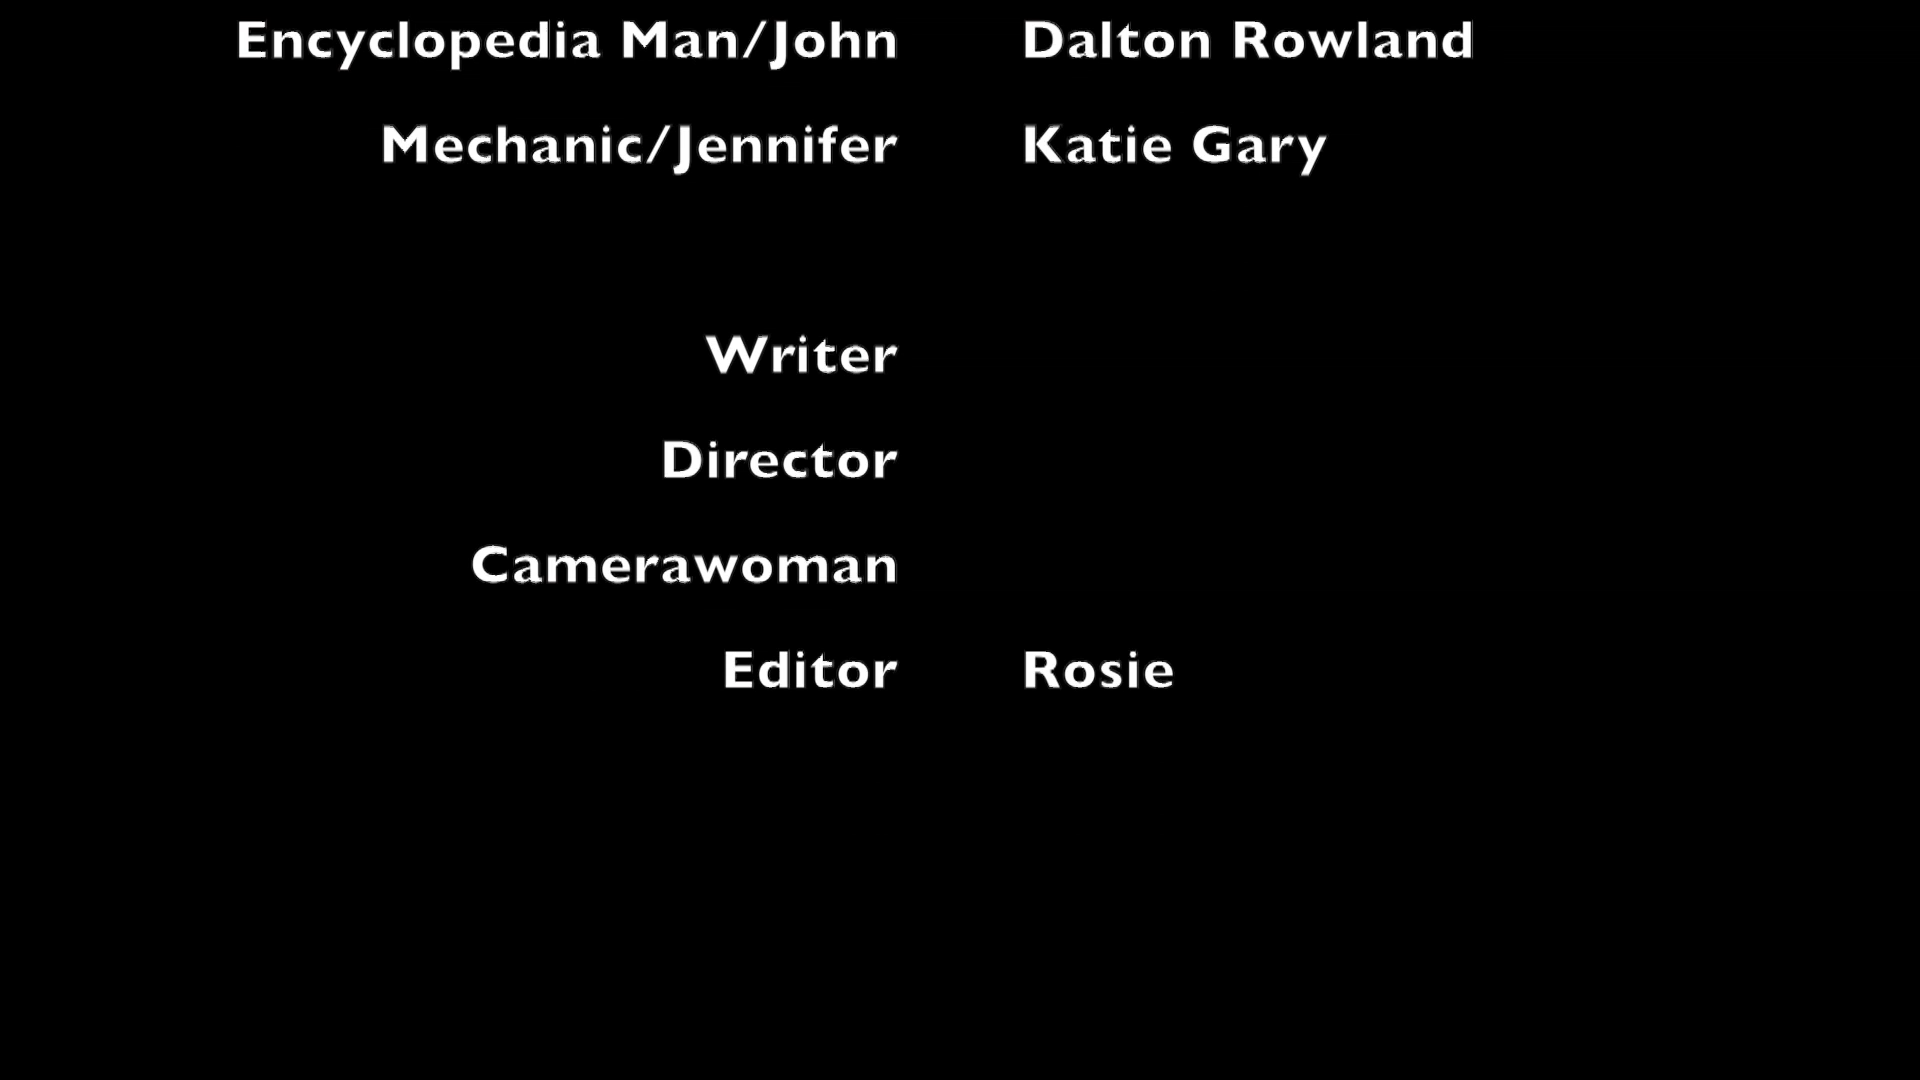 Encyclopedia Man/John Dalton Rowland
Mechanic/Jennifer Katie Gary
Writer
Director
Camerawoman
Editor Rosie